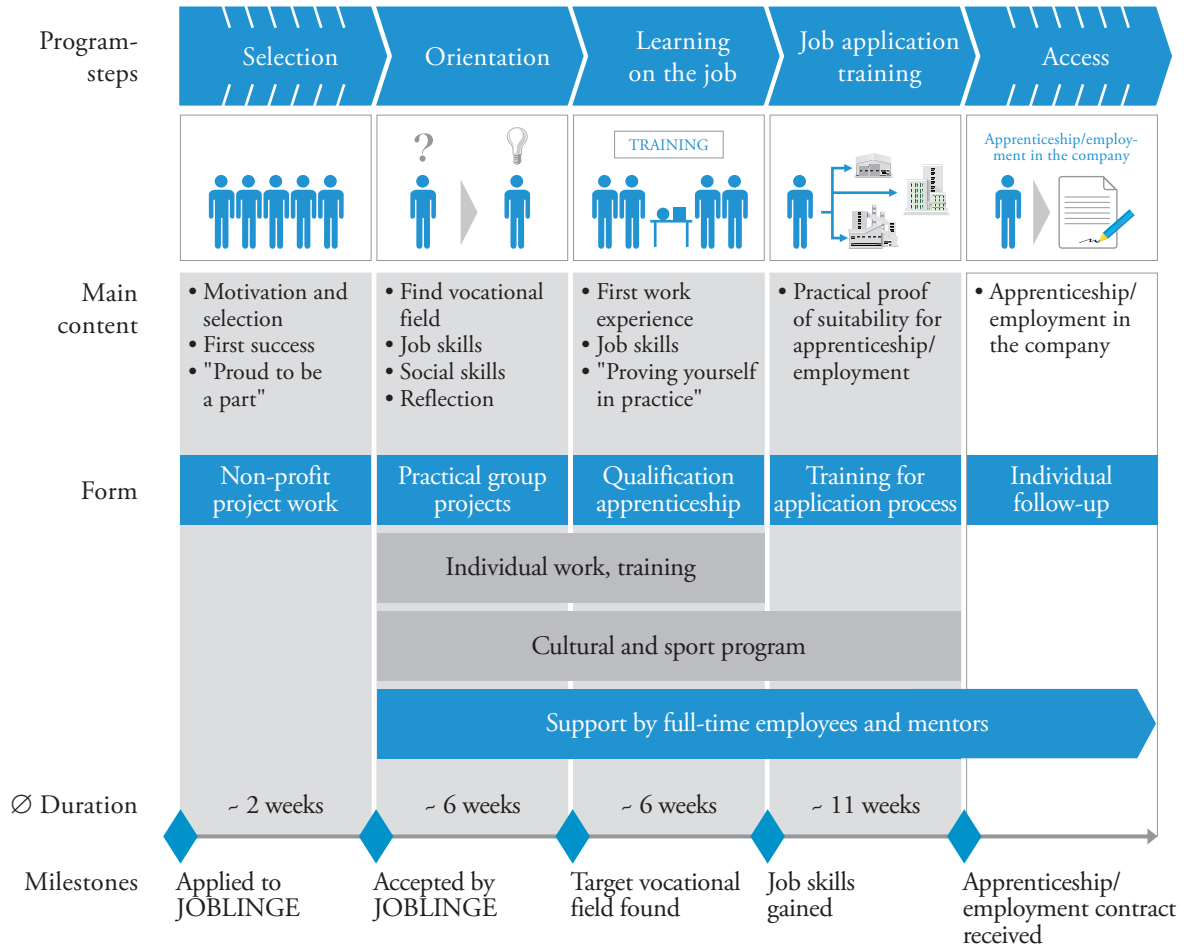 Program-
steps
Selection
Orientation
Learning
on the job
Job application
training
Access
?
TRAINING
Apprenticeship/employ-
ment in the company
Main
content
• Motivation and
selection
• First success
• "Proud to be
a part"
• Find vocational
field
• Job skills
• Social skills
• Reflection
• First work
experience
• Job skills
• "Proving yourself
in practice"
• Practical proof
of suitability for
apprenticeship/
employment
• Apprenticeship/
employment in
the company
Form
Non-profit
project work
Practical group
projects
Qualification
apprenticeship
Training for
application process
Individual
follow-up
Individual work, training
Cultural and sport program
Support by full-time employees and mentors
∅ Duration
~ 2 weeks
~ 6 weeks
~ 6 weeks
~ 11 weeks
Milestones
Applied to
JOBLINGE
Accepted by
JOBLINGE
Target vocational
field found
Job skills
gained
Apprenticeship/
employment contract
received